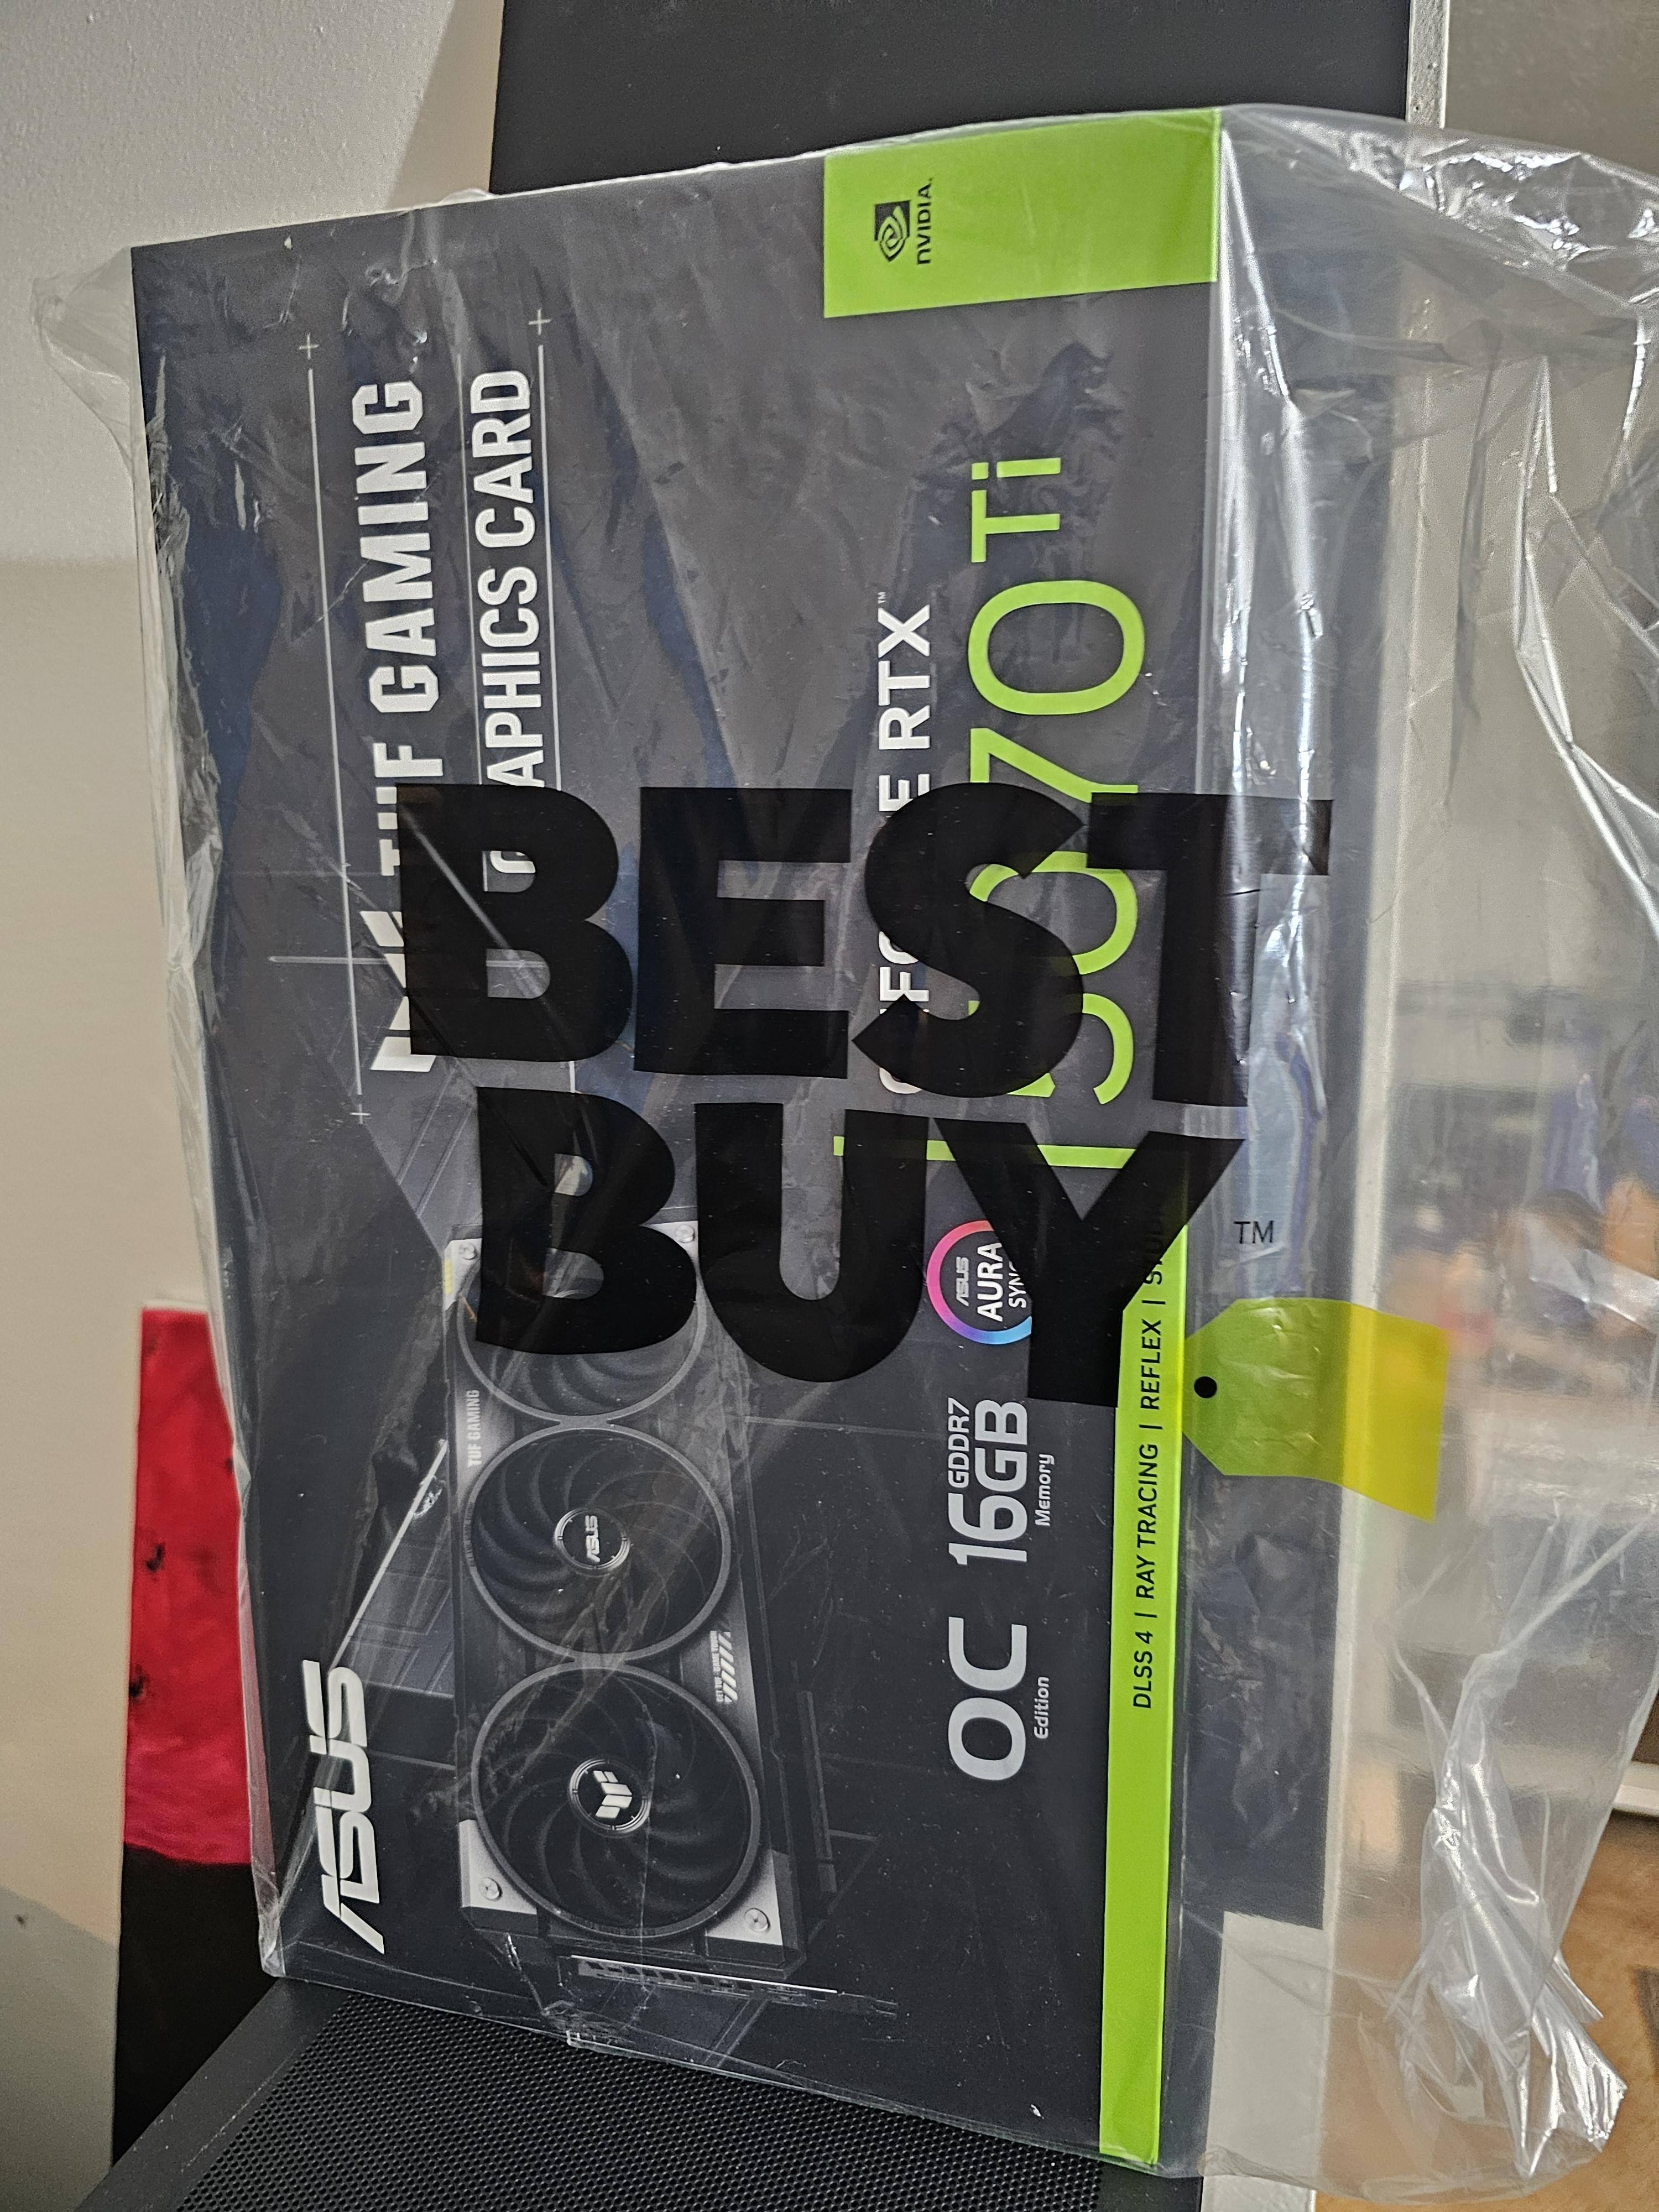 NVIDIA.
TUF GAMING
GRAPHICS CARD
GEFORCE RTX™
5070 Ti
BEST
BUY
TM
ASUS
TUF GAMING
ASUS
ASUS
AURA
SYNC
OC
Edition
16GB
GDDR7
Memory
DLSS 4 | RAY TRACING | REFLEX |